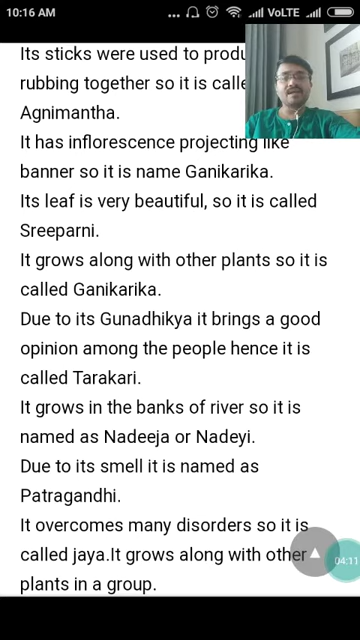 10:16 AM ... VoLTE
Its sticks were used to produ
rubbing together so it is calle
Agnimantha.
It has inflorescence projecting like
banner so it is name Ganikarika.
Its leaf is very beautiful, so it is called
Sreeparni.
It grows along with other plants so it is
called Ganikarika.
Due to its Gunadhikya it brings a good
opinion among the people hence it is
called Tarakari.
It grows in the banks of river so it is
named as Nadeeja or Nadeyi.
Due to its smell it is named as
Patragandhi.
It overcomes many disorders so it is
called jaya.It grows along with other
04:11
plants in a group.